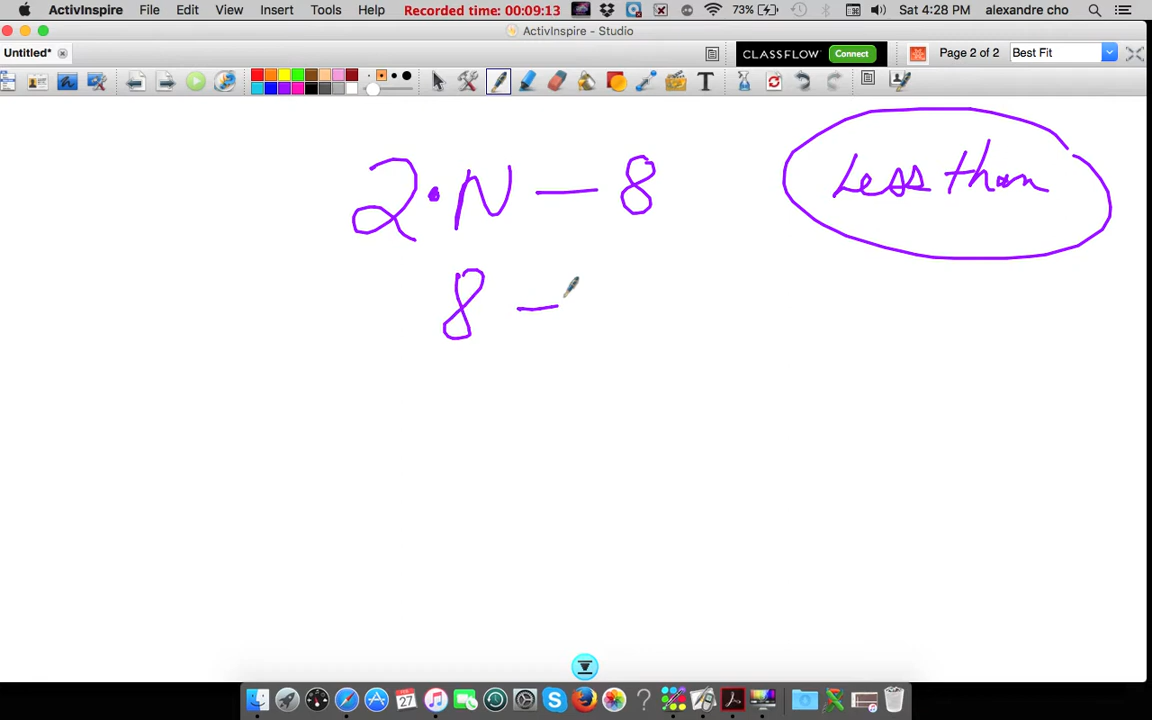 ActivInspire File Edit View Insert Tools Help Recorded time: 00:09:13 73% Sat 4:28 PM alexandre cho
ActivInspire - Studio
Untitled* CLASSFLOW Connect Page 2 of 2 Best Fit
2 · N — 8
Less than
8 —
27